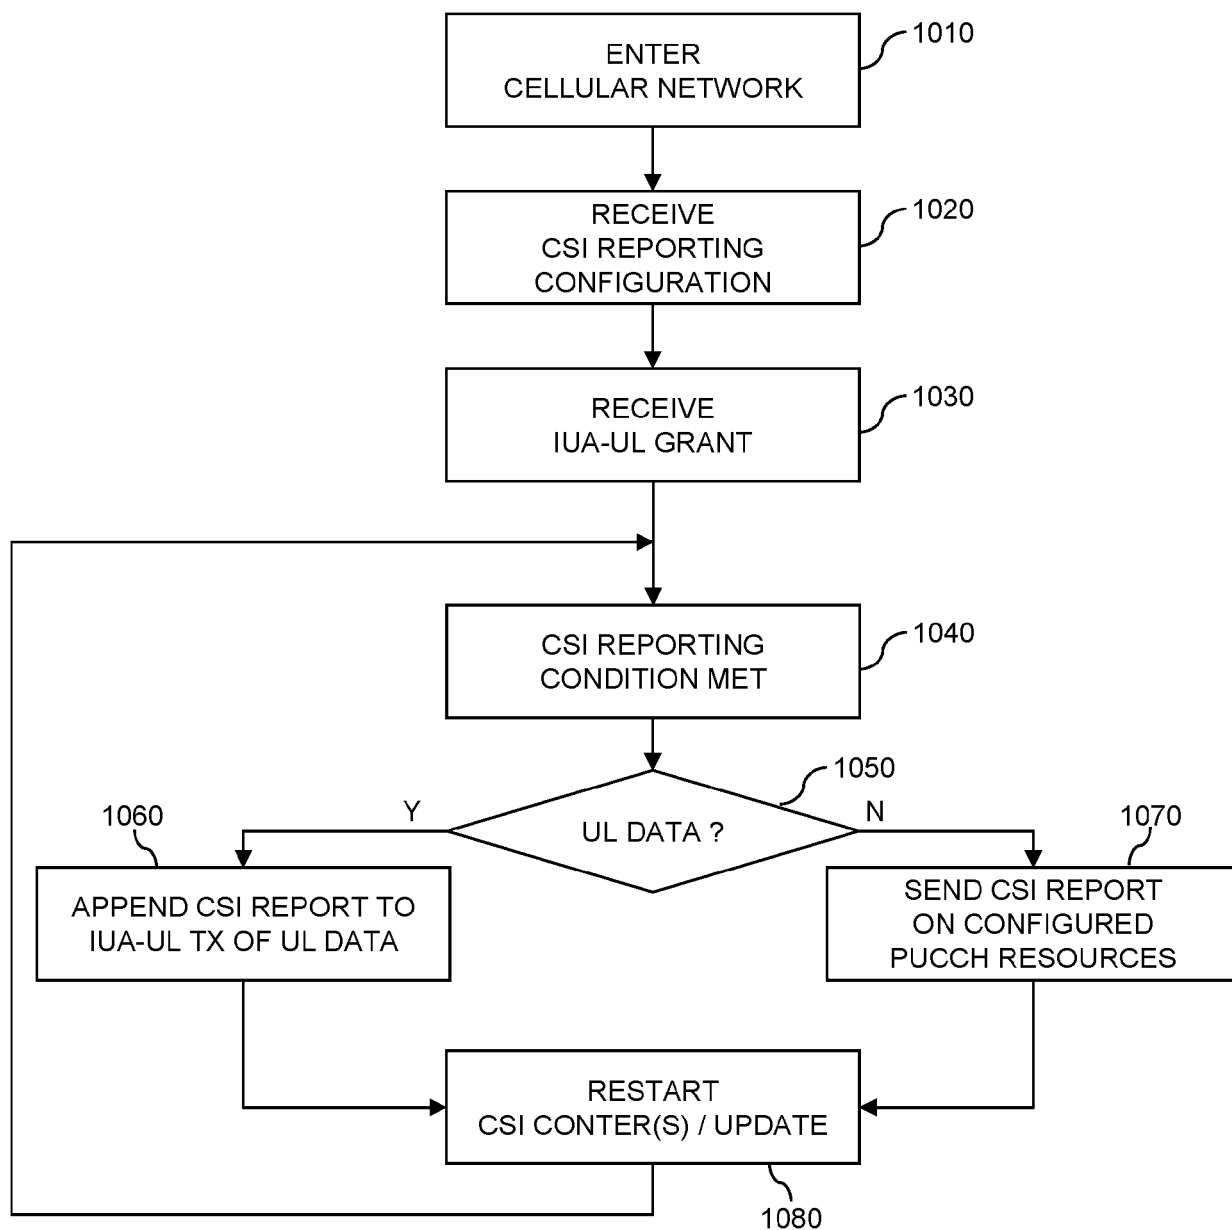 1010
ENTER
CELLULAR NETWORK
1020
RECEIVE
CSI REPORTING
CONFIGURATION
1030
RECEIVE
IUA-UL GRANT
1040
CSI REPORTING
CONDITION MET
1050
Y
UL DATA ?
N
1060
APPEND CSI REPORT TO
IUA-UL TX OF UL DATA
1070
SEND CSI REPORT
ON CONFIGURED
PUCCH RESOURCES
RESTART
CSI CONTER(S) / UPDATE
1080